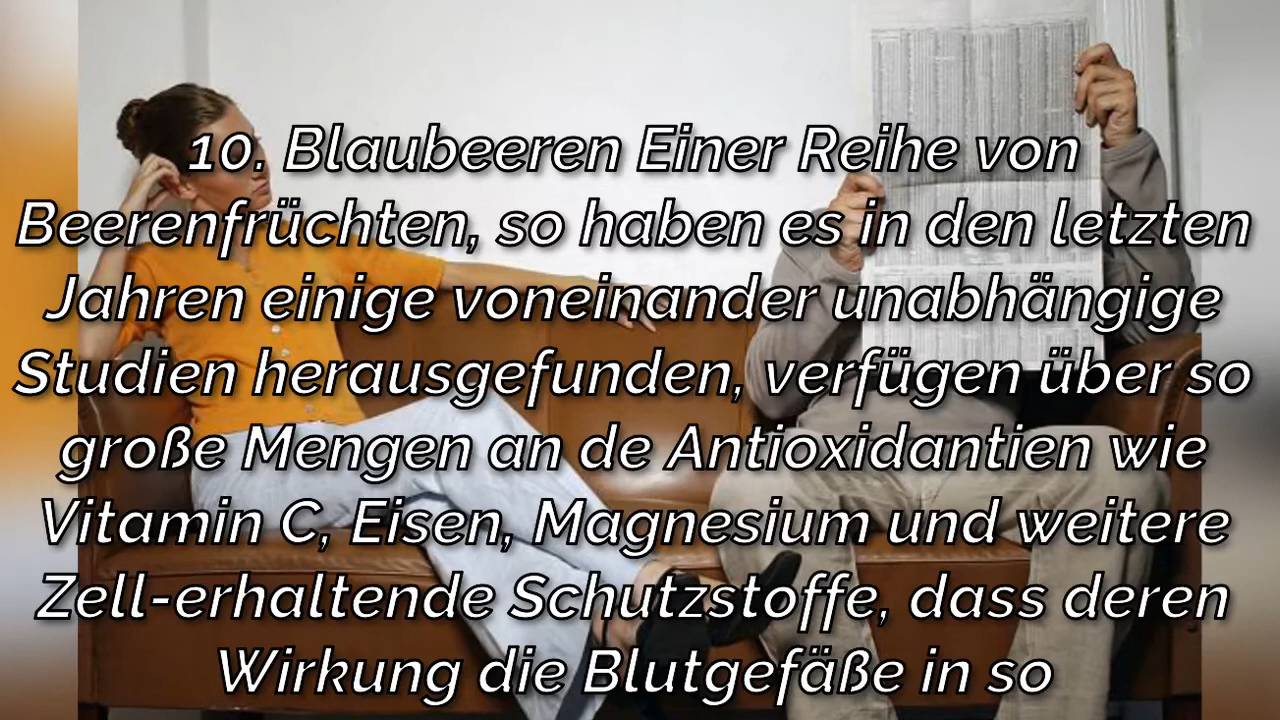 10. Blaubeeren Einer Reihe von
Beerenfrüchten, so haben es in den letzten
Jahren einige voneinander unabhängige
Studien herausgefunden, verfügen über so
große Mengen an de Antioxidantien wie
Vitamin C, Eisen, Magnesium und weitere
Zell-erhaltende Schutzstoffe, dass deren
Wirkung die Blutgefäße in so